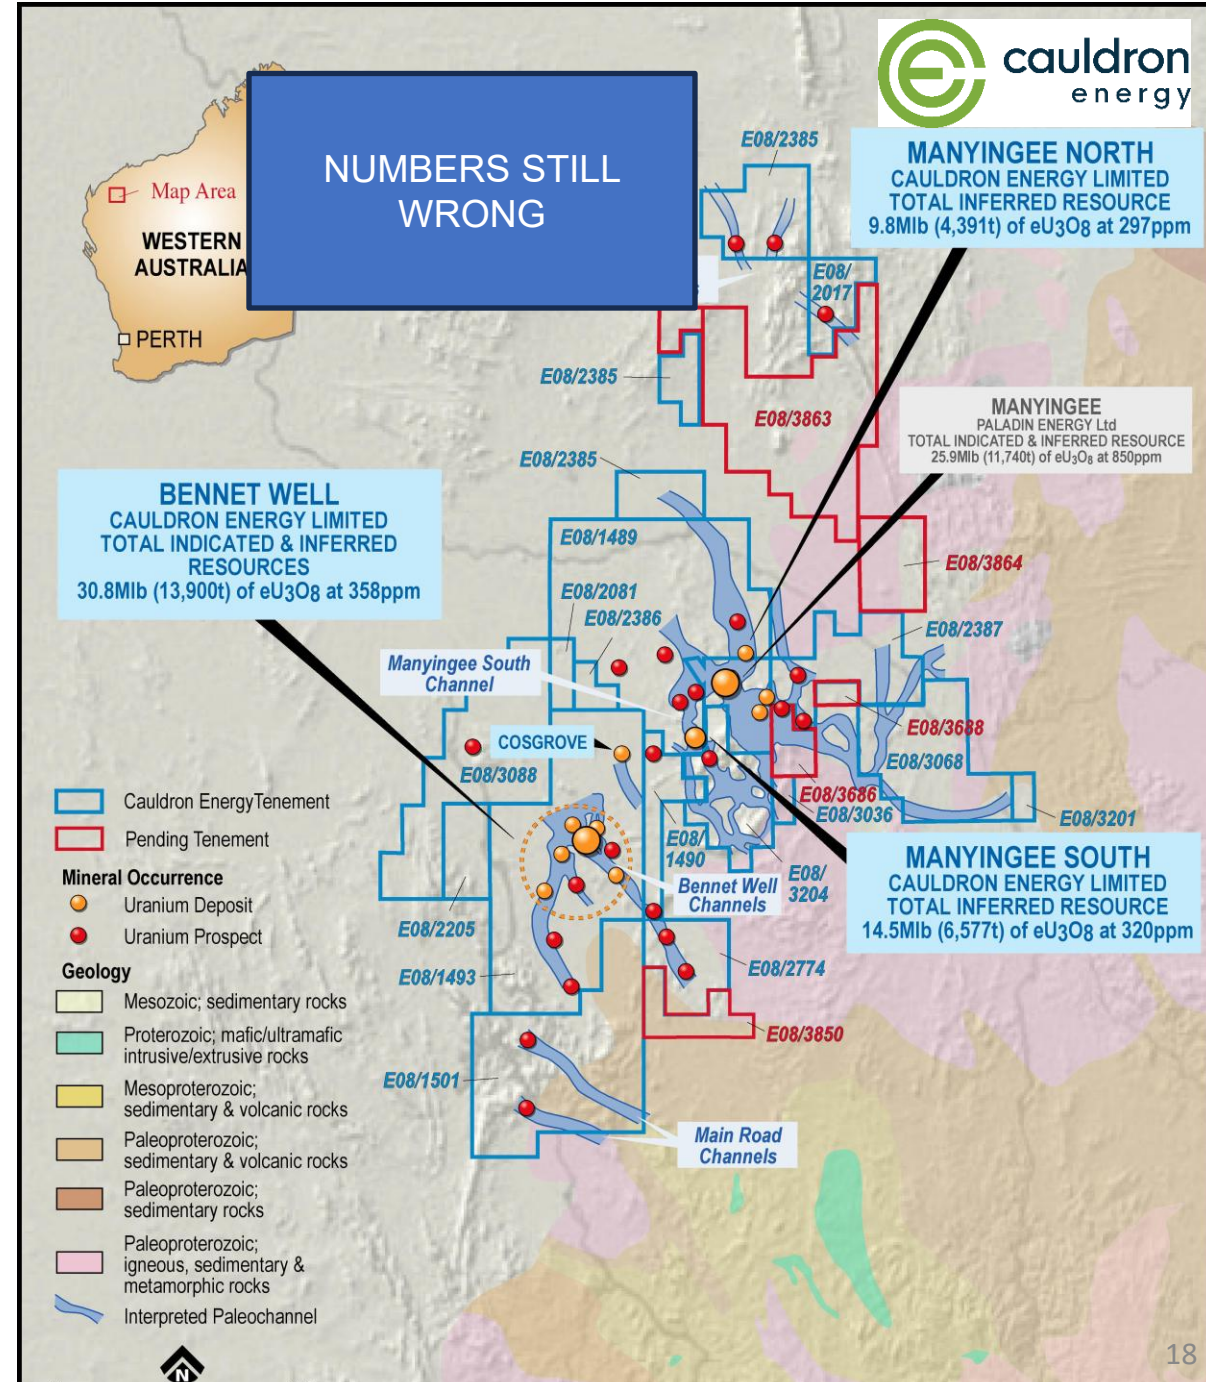 cauldron
energy
NUMBERS STILL
WRONG
Map Area
WESTERN
AUSTRALIA
PERTH
E08/2385
MANYINGEE NORTH
CAULDRON ENERGY LIMITED
TOTAL INFERRED RESOURCE
9.8Mlb (4,391t) of eU3O8 at 297ppm
E08/
2017
E08/2385
E08/3863
MANYINGEE
PALADIN ENERGY Ltd
TOTAL INDICATED & INFERRED RESOURCE
25.9Mlb (11,740t) of eU3O8 at 850ppm
E08/2385
BENNET WELL
CAULDRON ENERGY LIMITED
TOTAL INDICATED & INFERRED
RESOURCES
30.8Mlb (13,900t) of eU3O8 at 358ppm
E08/1489
E08/3864
E08/2081
E08/2386
E08/2387
Manyingee South
Channel
E08/3688
COSGROVE
E08/3088
E08/3068
E08/3686
E08/3036
E08/3201
E08/
1490
E08/
3204
MANYINGEE SOUTH
CAULDRON ENERGY LIMITED
TOTAL INFERRED RESOURCE
14.5Mlb (6,577t) of eU3O8 at 320ppm
Bennet Well
Channels
E08/2205
E08/1493
E08/2774
E08/3850
E08/1501
Main Road
Channels
Cauldron EnergyTenement
Pending Tenement
Mineral Occurrence
Uranium Deposit
Uranium Prospect
Geology
Mesozoic; sedimentary rocks
Proterozoic; mafic/ultramafic
intrusive/extrusive rocks
Mesoproterozoic;
sedimentary & volcanic rocks
Paleoproterozoic;
sedimentary & volcanic rocks
Paleoproterozoic;
sedimentary rocks
Paleoproterozoic;
igneous, sedimentary &
metamorphic rocks
Interpreted Paleochannel
N
18